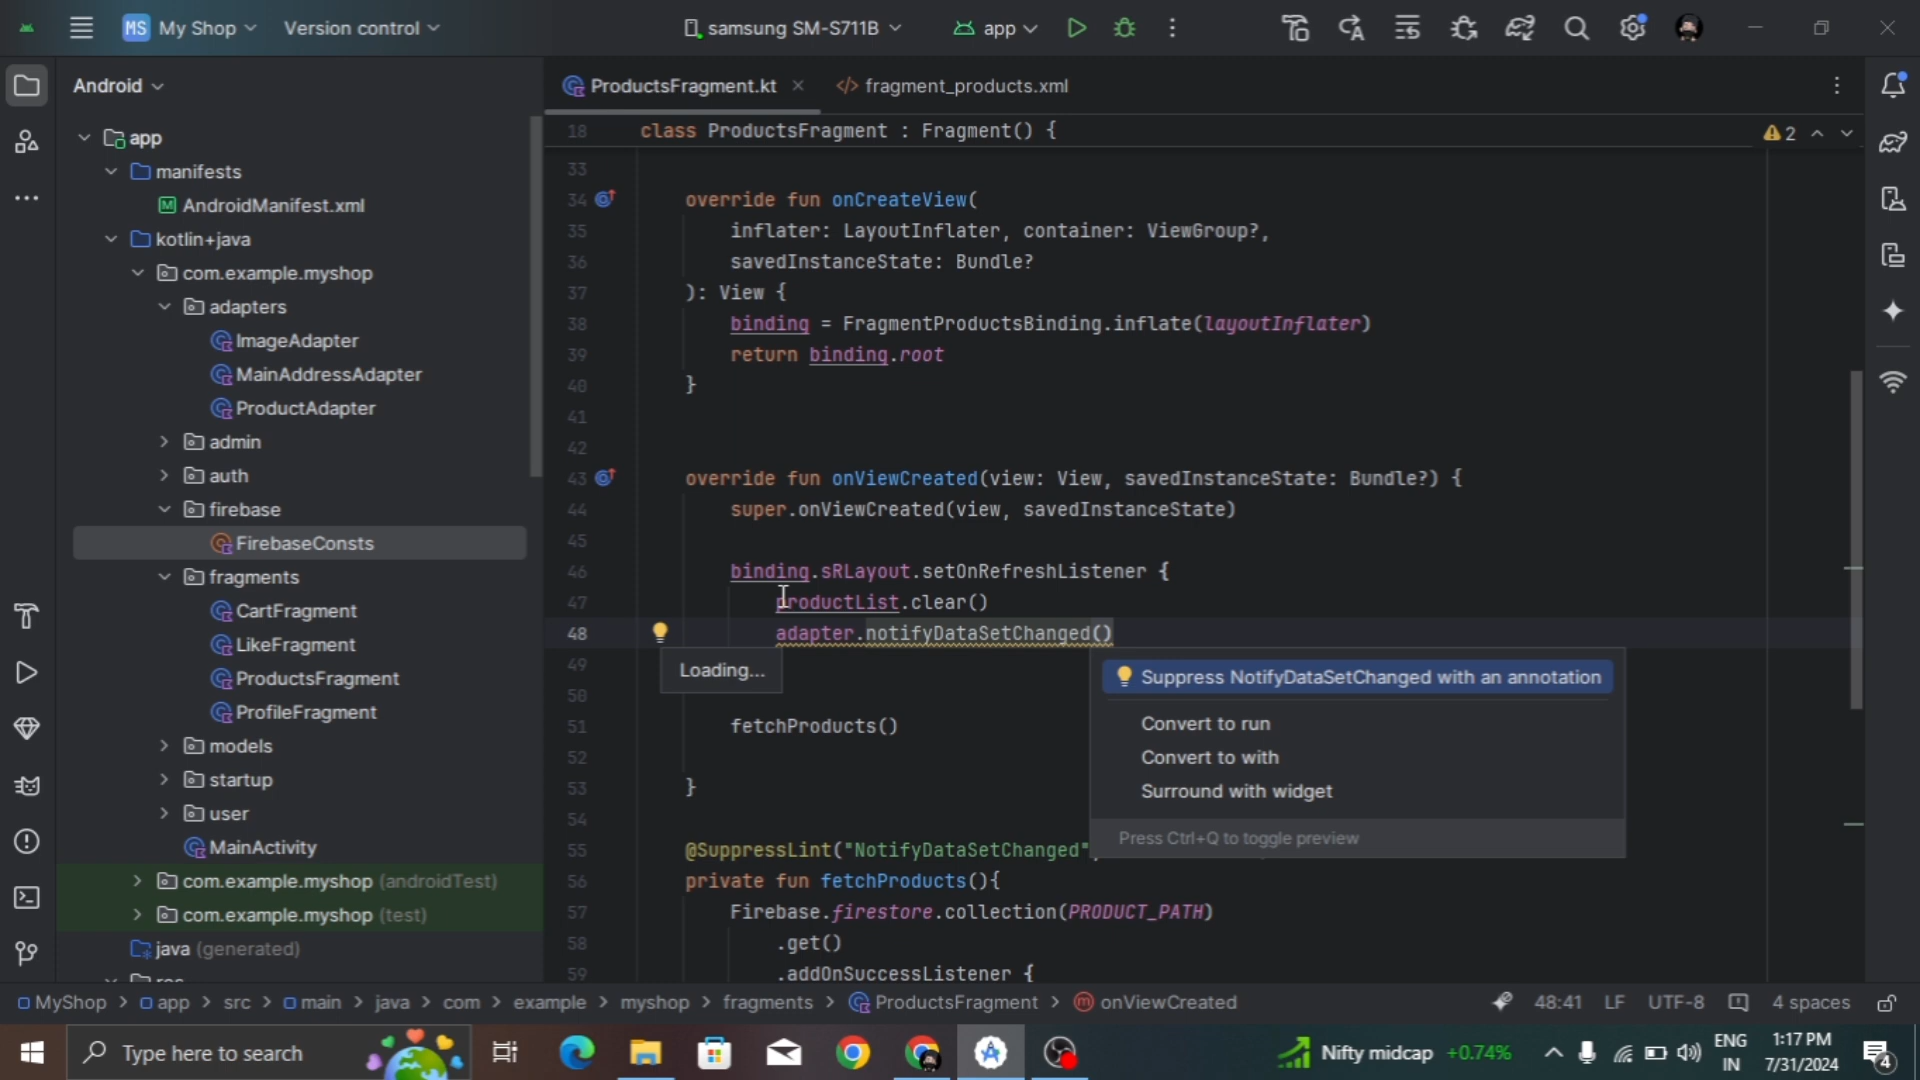 MS My Shop
Version control
samsung SM-S711B
app
Android
ProductsFragment.kt
fragment_products.xml
app
manifests
AndroidManifest.xml
kotlin+java
com.example.myshop
adapters
ImageAdapter
MainAddressAdapter
ProductAdapter
admin
auth
firebase
FirebaseConsts
fragments
CartFragment
LikeFragment
ProductsFragment
ProfileFragment
models
startup
user
MainActivity
com.example.myshop (androidTest)
com.example.myshop (test)
java (generated)
18 class ProductsFragment : Fragment() {
2
33
34 override fun onCreateView(
35 inflater: LayoutInflater, container: ViewGroup?,
36 savedInstanceState: Bundle?
37 ): View {
38 binding = FragmentProductsBinding.inflate(layoutInflater)
39 return binding.root
40 }
41
42
43 override fun onViewCreated(view: View, savedInstanceState: Bundle?) {
44 super.onViewCreated(view, savedInstanceState)
45
46 binding.sRLayout.setOnRefreshListener {
47 productList.clear()
48 adapter.notifyDataSetChanged()
49
50
51 fetchProducts()
52
53 }
54
55 @SuppressLint("NotifyDataSetChanged"
56 private fun fetchProducts(){
57 Firebase.firestore.collection(PRODUCT_PATH)
58 .get()
59 .addOnSuccessListener {
Loading...
Suppress NotifyDataSetChanged with an annotation
Convert to run
Convert to with
Surround with widget
Press Ctrl+Q to toggle preview
MyShop > app > src > main > java > com > example > myshop > fragments > ProductsFragment > onViewCreated
48:41 LF UTF-8 4 spaces
Type here to search
Nifty midcap +0.74%
ENG
IN
1:17 PM
7/31/2024
4